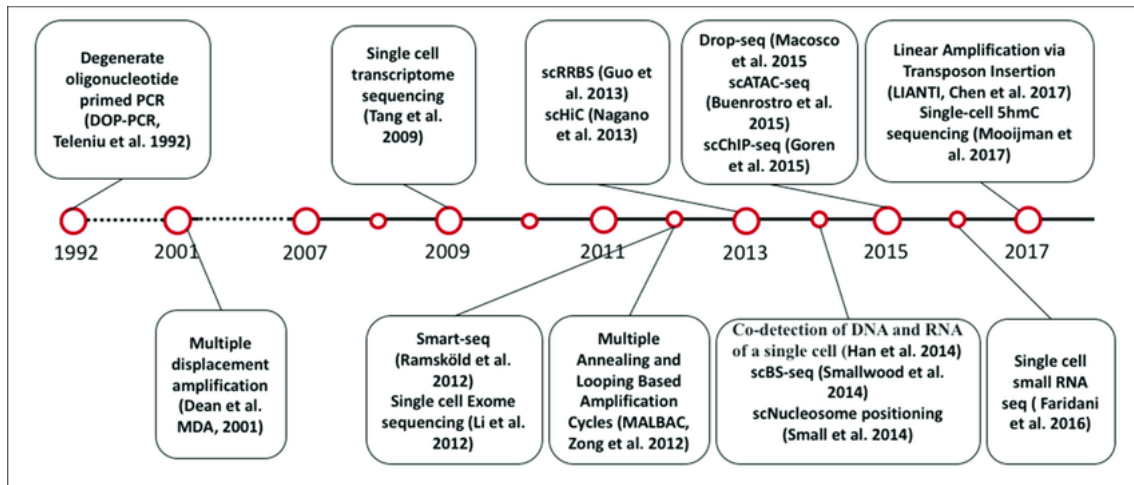 Degenerate
oligonucleotide
primed PCR
(DOP-PCR,
Teleniu et al. 1992)
Single cell
transcriptome
sequencing
(Tang et al.
2009)
scRRBS (Guo et
al. 2013)
scHiC (Nagano et
al. 2013)
Drop-seq (Macosco et al.
2015
scATAC-seq
(Buenrostro et al.
2015)
scChIP-seq (Goren et al.
2015)
Linear Amplification via
Transposon Insertion
(LIANTI, Chen et al. 2017)
Single-cell 5hmC
sequencing (Mooijman et
al. 2017)
1992
2001
2007
2009
2011
2013
2015
2017
Multiple
displacement
amplification
(Dean et al.
MDA, 2001)
Smart-seq
(Ramsköld et al.
2012)
Single cell Exome
sequencing (Li et al.
2012)
Multiple
Annealing and
Looping Based
Amplification
Cycles (MALBAC,
Zong et al. 2012)
Co-detection of DNA and RNA
of a single cell (Han et al. 2014)
scBS-seq (Smallwood et al.
2014)
scNucleosome positioning
(Small et al. 2014)
Single cell
small RNA
seq ( Faridani
et al. 2016)